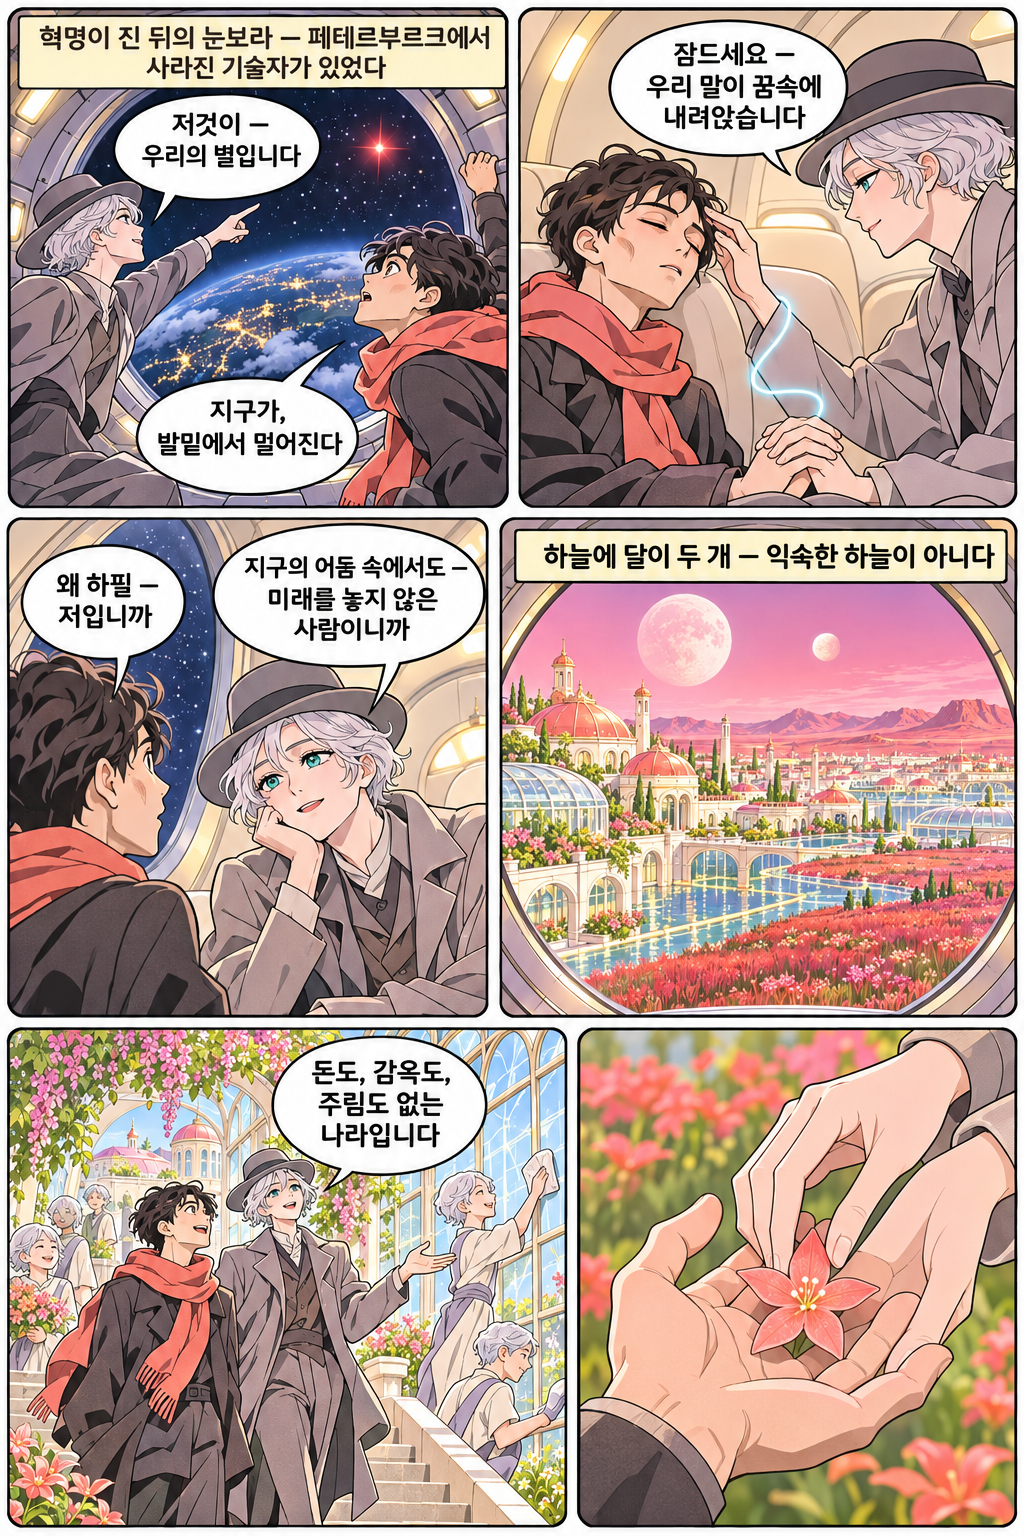 혁명이 진 뒤의 눈보라 — 페테르부르크에서
사라진 기술자가 있었다
저것이 —
우리의 별입니다
지구가,
발밑에서 멀어진다
잠드세요 —
우리 말이 꿈속에
내려앉습니다
왜 하필 —
저입니까
지구의 어둠 속에서도 —
미래를 놓지 않은
사람이니까
하늘에 달이 두 개 — 익숙한 하늘이 아니다
돈도, 감옥도,
주림도 없는
나라입니다